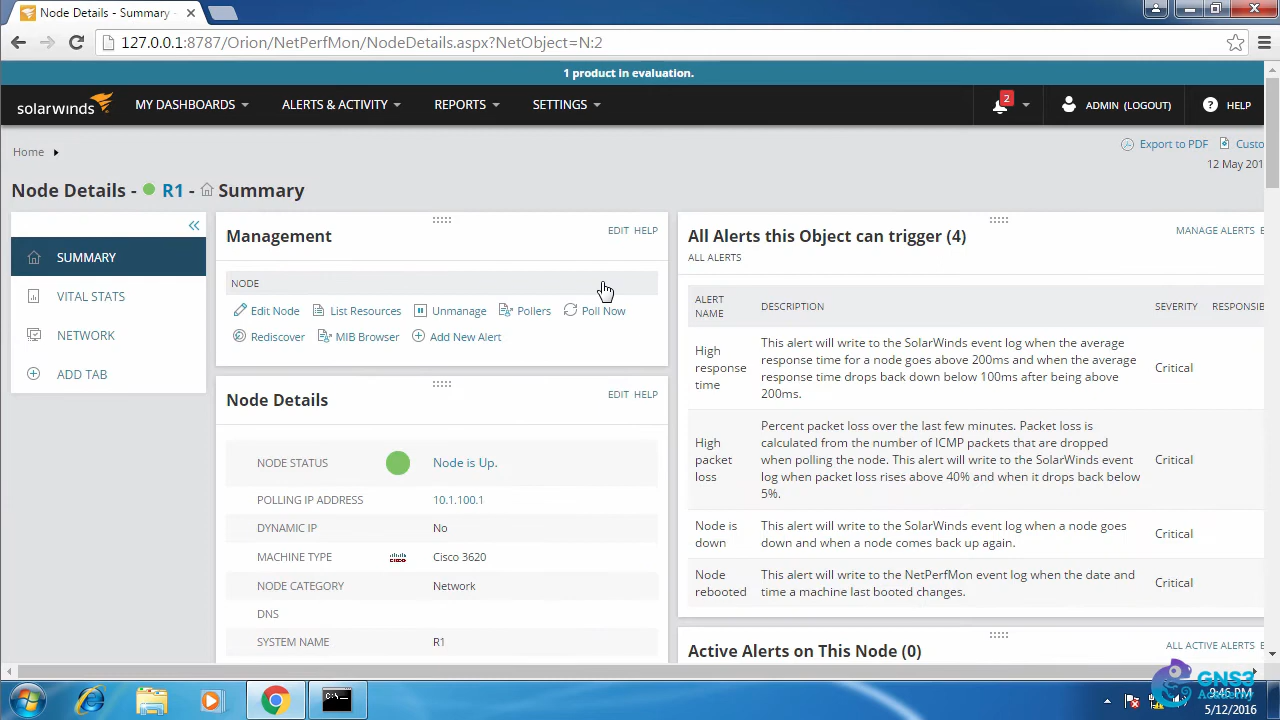 Node Details - Summary
127.0.0.1:8787/Orion/NetPerfMon/NodeDetails.aspx?NetObject=N:2
1 product in evaluation.
solarwinds MY DASHBOARDS ALERTS & ACTIVITY REPORTS SETTINGS 2 ADMIN (LOGOUT) ? HELP
Home
Export to PDF Custo
12 May 201
Node Details - R1 - Summary
SUMMARY
VITAL STATS
NETWORK
ADD TAB
Management EDIT HELP
NODE
Edit Node List Resources Unmanage Pollers Poll Now
Rediscover MIB Browser Add New Alert
Node Details EDIT HELP
NODE STATUS Node is Up.
POLLING IP ADDRESS 10.1.100.1
DYNAMIC IP No
MACHINE TYPE CISCO Cisco 3620
NODE CATEGORY Network
DNS
SYSTEM NAME R1
All Alerts this Object can trigger (4) MANAGE ALERTS E
ALL ALERTS
ALERT
NAME
DESCRIPTION SEVERITY RESPONSIB
High
response
time
This alert will write to the SolarWinds event log when the average
response time for a node goes above 200ms and when the average
response time drops back down below 100ms after being above
200ms.
Critical
High
packet
loss
Percent packet loss over the last few minutes. Packet loss is
calculated from the number of ICMP packets that are dropped
when polling the node. This alert will write to the SolarWinds event
log when packet loss rises above 40% and when it drops back below
5%.
Critical
Node is
down
This alert will write to the SolarWinds event log when a node goes
down and when a node comes back up again.
Critical
Node
rebooted
This alert will write to the NetPerfMon event log when the date and
time a machine last booted changes.
Critical
Active Alerts on This Node (0) ALL ACTIVE ALERTS E
C:\
GNS3
Academy
9:46 PM
5/12/2016